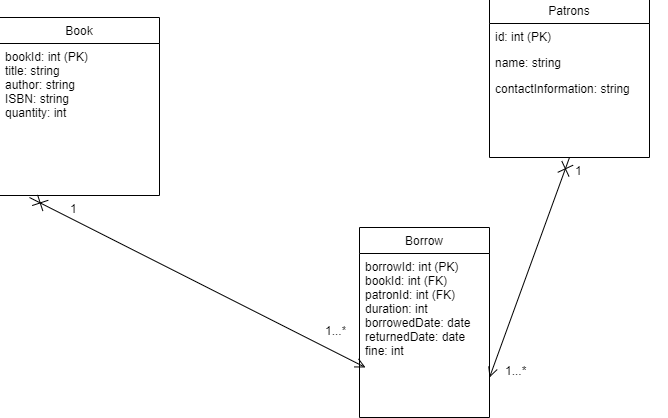 Patrons
id: int (PK)
name: string
contactInformation: string
1
Book
bookId: int (PK)
title: string
author: string
ISBN: string
quantity: int
1
Borrow
borrowId: int (PK)
bookId: int (FK)
patronId: int (FK)
duration: int
borrowedDate: date
returnedDate: date
fine: int
1...*
1...*